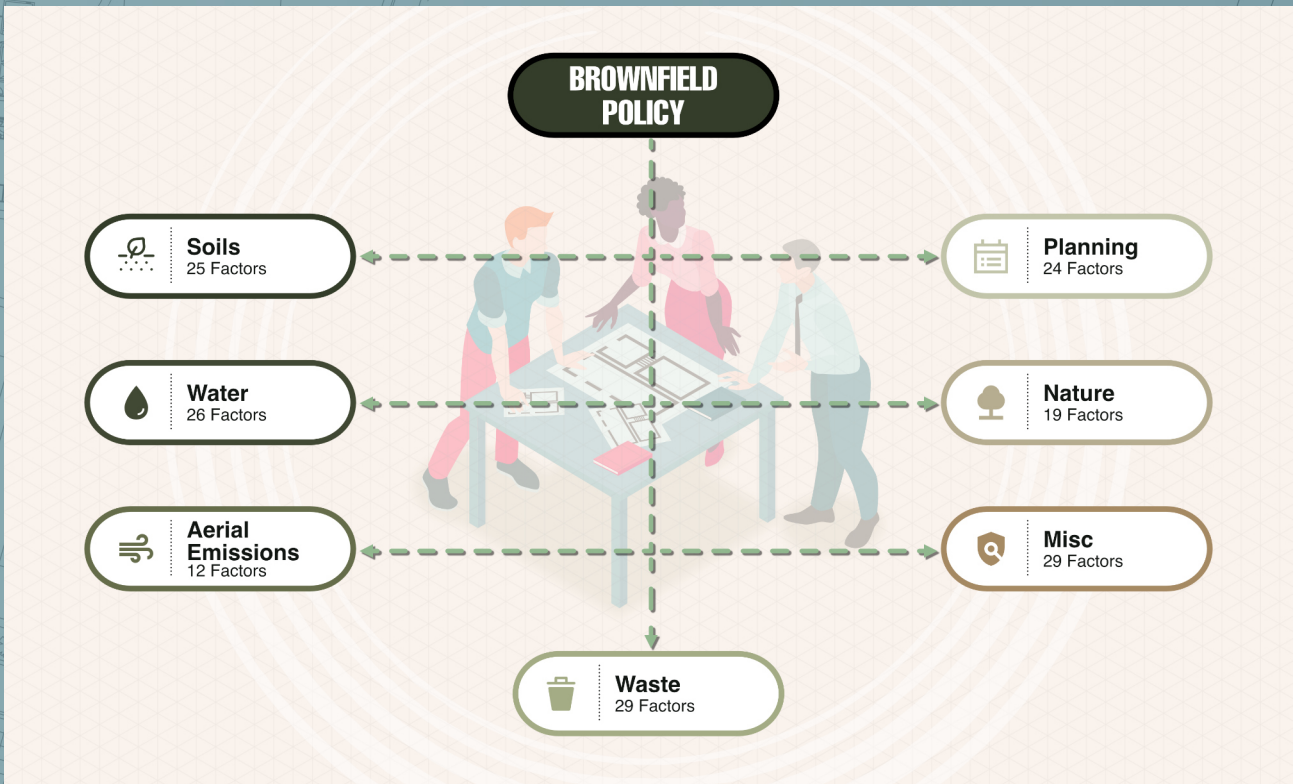 BROWNFIELD
POLICY
Soils
25 Factors
Planning
24 Factors
Water
26 Factors
Nature
19 Factors
Aerial
Emissions
12 Factors
Misc
29 Factors
Waste
29 Factors